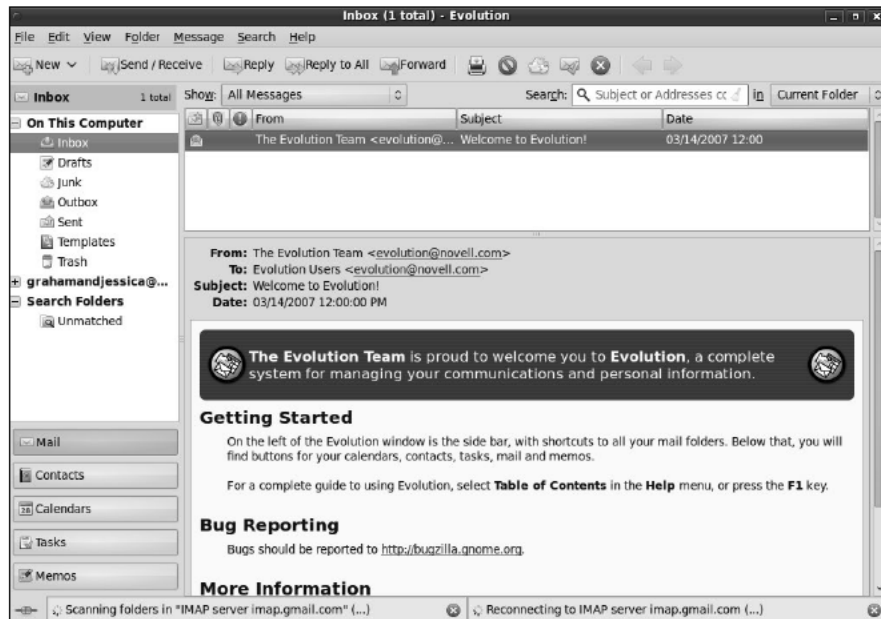 Inbox (1 total) - Evolution
File Edit View Folder Message Search Help
New Send / Receive Reply Reply to All Forward
Inbox 1 total
Show: All Messages Search: Subject or Addresses cc in Current Folder
On This Computer
Inbox
Drafts
Junk
Outbox
Sent
Templates
Trash
grahamandjessica@...
Search Folders
Unmatched
Mail
Contacts
Calendars
Tasks
Memos
From Subject Date
The Evolution Team <evolution@... Welcome to Evolution! 03/14/2007 12:00
From: The Evolution Team <evolution@novell.com>
To: Evolution Users <evolution@novell.com>
Subject: Welcome to Evolution!
Date: 03/14/2007 12:00:00 PM
The Evolution Team is proud to welcome you to Evolution, a complete
system for managing your communications and personal information.
Getting Started
On the left of the Evolution window is the side bar, with shortcuts to all your mail folders. Below that, you will
find buttons for your calendars, contacts, tasks, mail and memos.
For a complete guide to using Evolution, select Table of Contents in the Help menu, or press the F1 key.
Bug Reporting
Bugs should be reported to http://bugzilla.gnome.org.
More Information
Scanning folders in "IMAP server imap.gmail.com" (...)
Reconnecting to IMAP server imap.gmail.com (...)